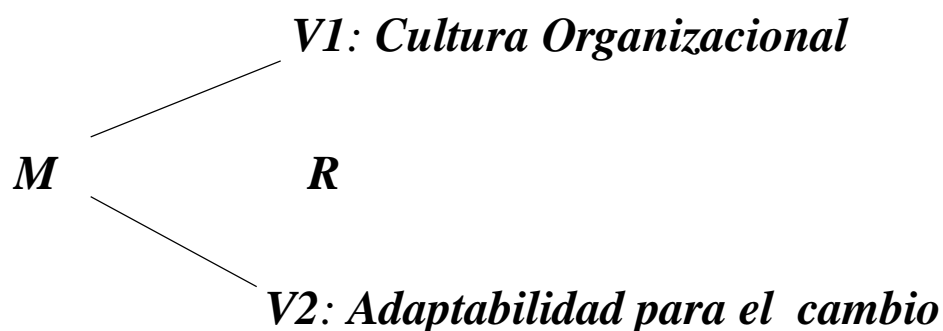 V1: Cultura Organizacional
M R
V2: Adaptabilidad para el cambio